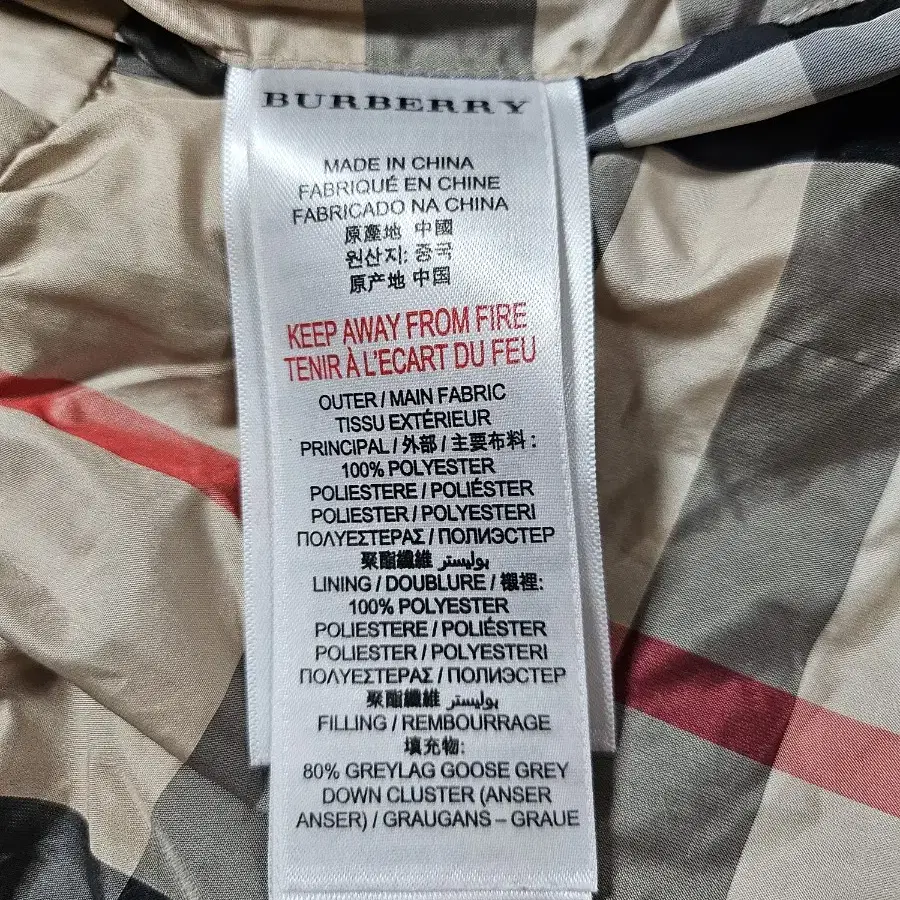 BURBERRY
MADE IN CHINA
FABRIQUÉ EN CHINE
FABRICADO NA CHINA
原產地 中國
원산지: 중국
原产地 中国
KEEP AWAY FROM FIRE
TENIR À L'ECART DU FEU
OUTER / MAIN FABRIC
TISSU EXTÉRIEUR
PRINCIPAL / 外部 / 主要布料 :
100% POLYESTER
POLIESTERE / POLIÉSTER
POLIESTER / POLYESTERI
ΠΟΛΥΕΣΤΕΡΑΣ / ПОЛИЭСТЕР
聚酯纖維 بوليستر
LINING / DOUBLURE / 襯裡:
100% POLYESTER
POLIESTERE / POLIÉSTER
POLIESTER / POLYESTERI
ΠΟΛΥΕΣΤΕΡΑΣ / ПОЛИЭСТЕР
聚酯纖維 بوليستر
FILLING / REMBOURRAGE
填充物:
80% GREYLAG GOOSE GREY
DOWN CLUSTER (ANSER
ANSER) / GRAUGANS – GRAUE